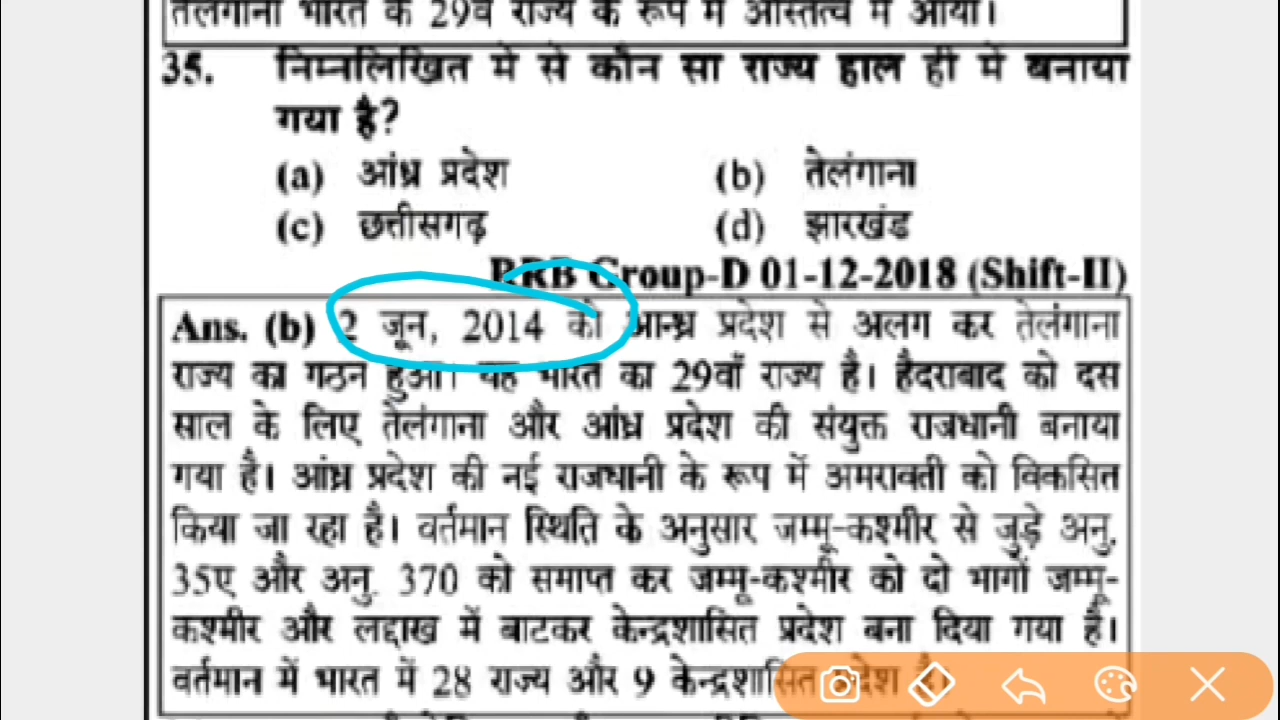 तेलंगाना भारत के 29वें राज्य के रूप में अस्तित्व में आया।
35. निम्नलिखित में से कौन सा राज्य हाल ही में बनाया
गया है?
(a) आंध्र प्रदेश (b) तेलंगाना
(c) छत्तीसगढ़ (d) झारखंड
RRB Group-D 01-12-2018 (Shift-II)
Ans. (b) 2 जून, 2014 को आन्ध्र प्रदेश से अलग कर तेलंगाना
राज्य का गठन हुआ। यह भारत का 29वाँ राज्य है। हैदराबाद को दस
साल के लिए तेलंगाना और आंध्र प्रदेश की संयुक्त राजधानी बनाया
गया है। आंध्र प्रदेश की नई राजधानी के रूप में अमरावती को विकसित
किया जा रहा है। वर्तमान स्थिति के अनुसार जम्मू-कश्मीर से जुड़े अनु.
35ए और अनु. 370 को समाप्त कर जम्मू-कश्मीर को दो भागों जम्मू-
कश्मीर और लद्दाख में बाटकर केन्द्रशासित प्रदेश बना दिया गया है।
वर्तमान में भारत में 28 राज्य और 9 केन्द्रशासित प्रदेश है।